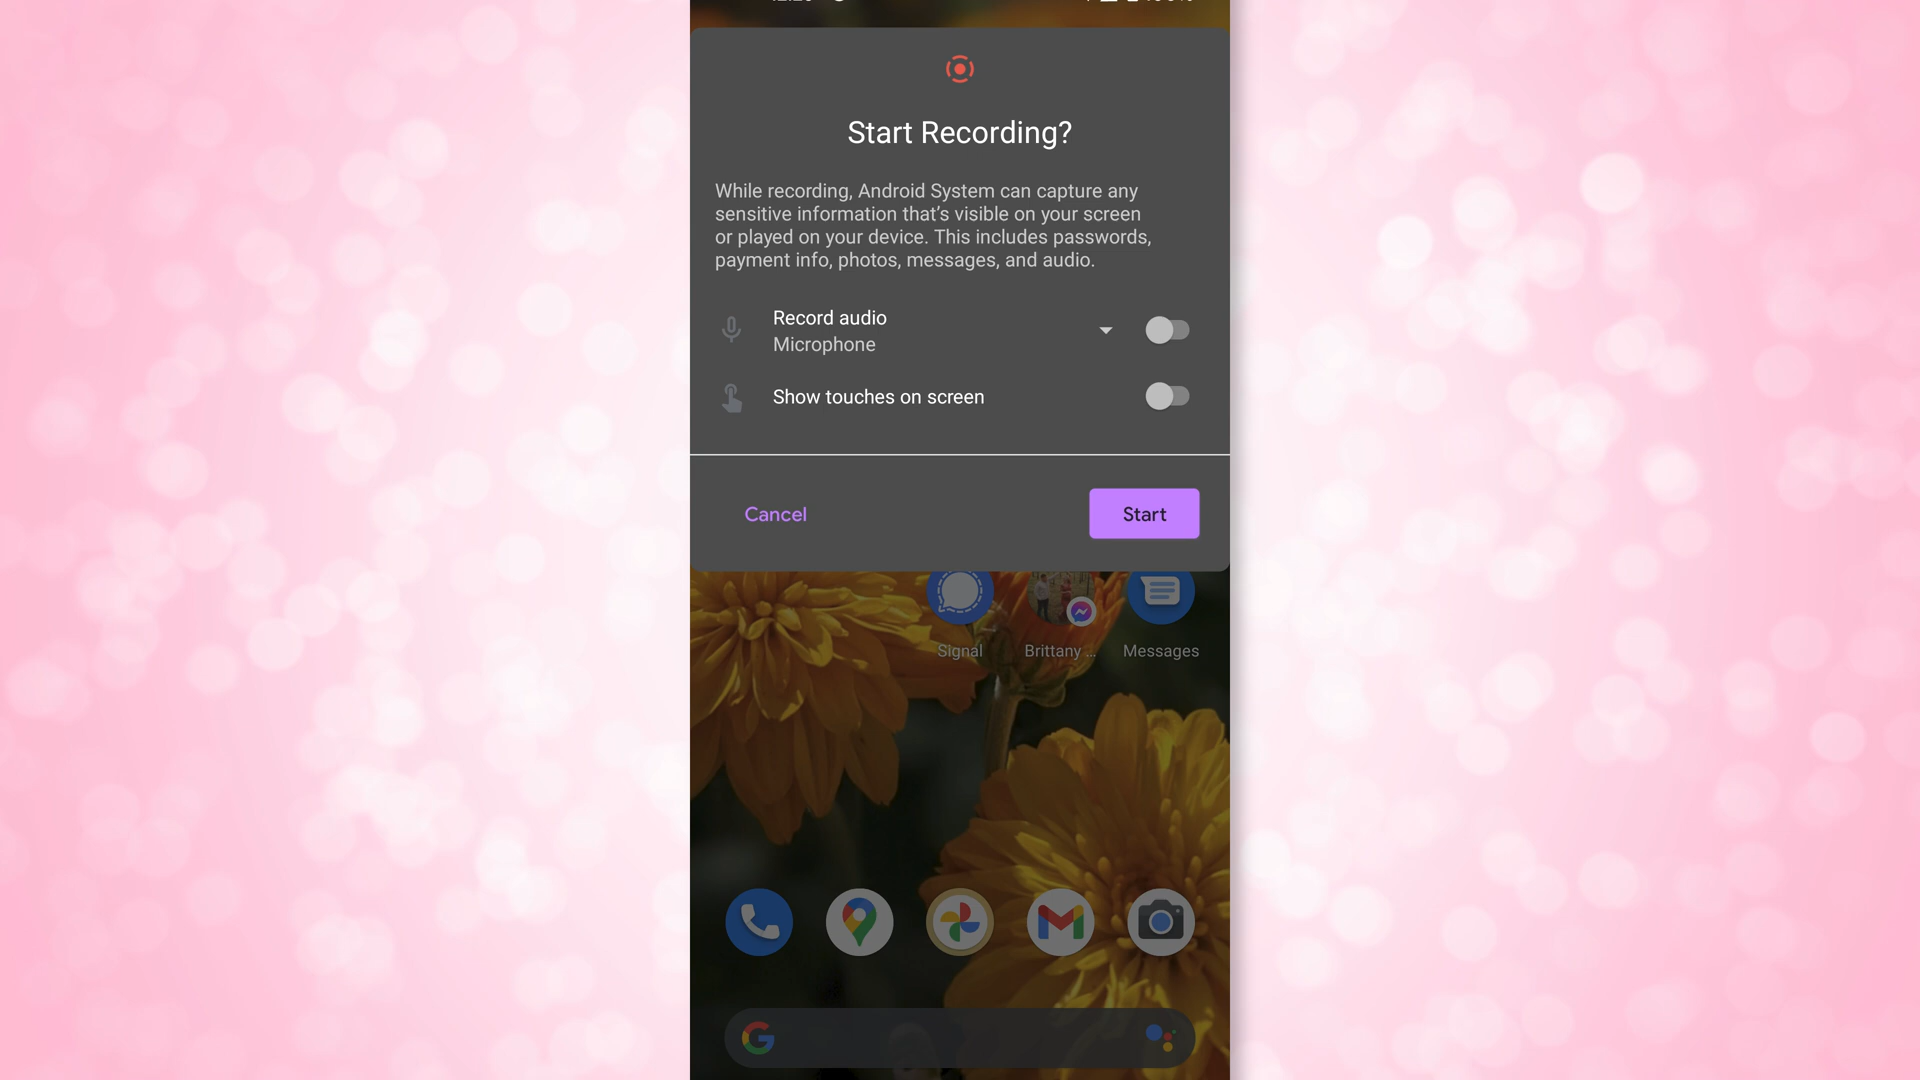 Start Recording?
While recording, Android System can capture any
sensitive information that's visible on your screen
or played on your device. This includes passwords,
payment info, photos, messages, and audio.
Record audio
Microphone
Show touches on screen
Cancel
Start
Signal
Brittany ...
Messages